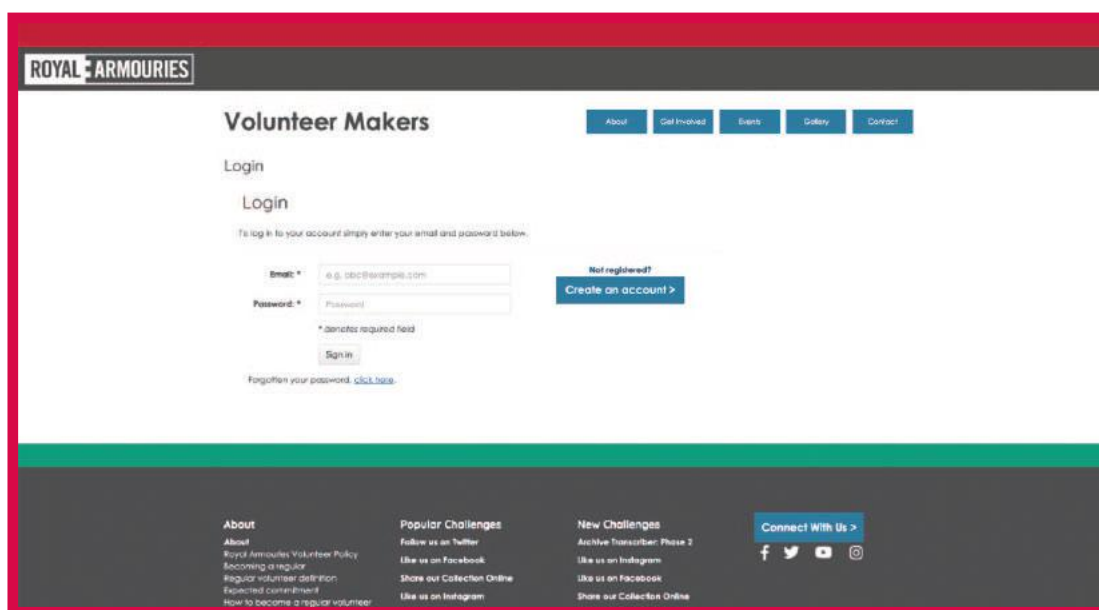 ROYAL ARMOURIES
Volunteer Makers
About
Get Involved
Events
Gallery
Contact
Login
Login
To log in to your account simply enter your email and password below.
Email: *
e.g. abc@example.com
Not registered?
Create an account >
Password: *
Password
* denotes required field
Sign in
Forgotten your password, click here.
About
About
Royal Armouries Volunteer Policy
Becoming a regular
Regular volunteer definition
Expected commitment
How to become a regular volunteer
Popular Challenges
Follow us on Twitter
Like us on Facebook
Share our Collection Online
Like us on Instagram
New Challenges
Archive Transcriber: Phase 2
Like us on Instagram
Like us on Facebook
Share our Collection Online
Connect With Us >